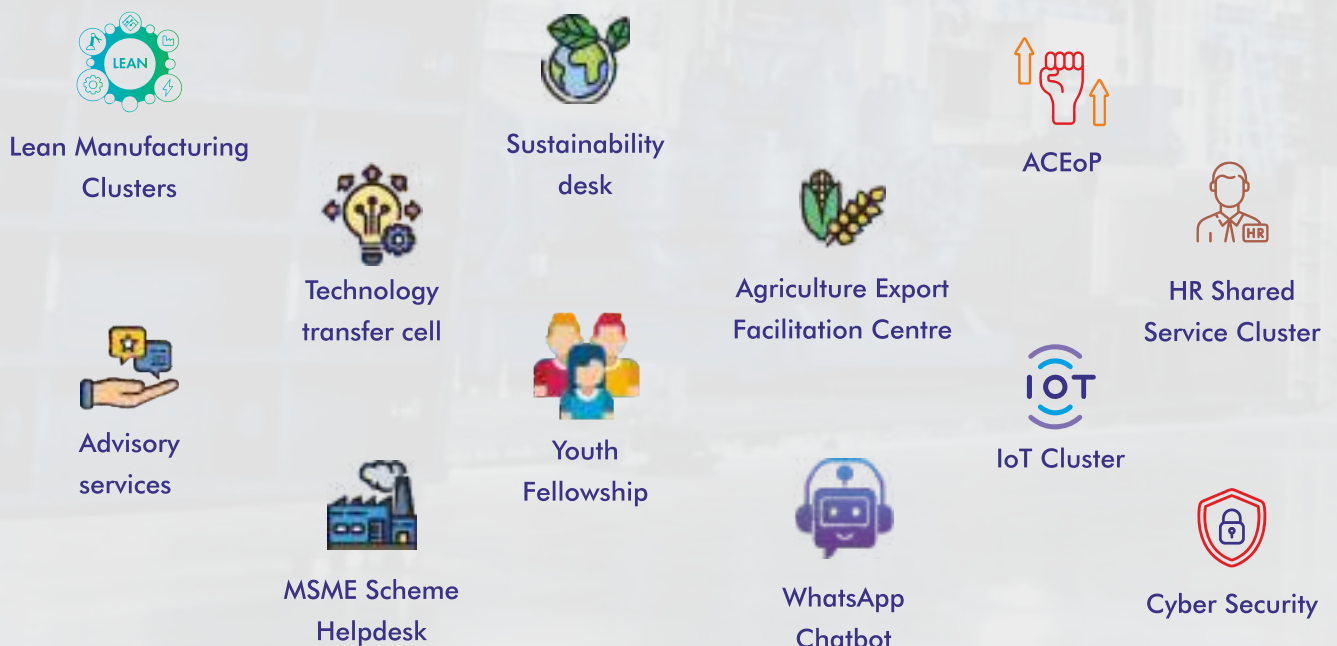 LEAN
Lean Manufacturing
Clusters
Sustainability
desk
ACEoP
Technology
transfer cell
Agriculture Export
Facilitation Centre
HR
HR Shared
Service Cluster
Advisory
services
Youth
Fellowship
IOT
IoT Cluster
MSME Scheme
Helpdesk
WhatsApp
Chatbot
Cyber Security